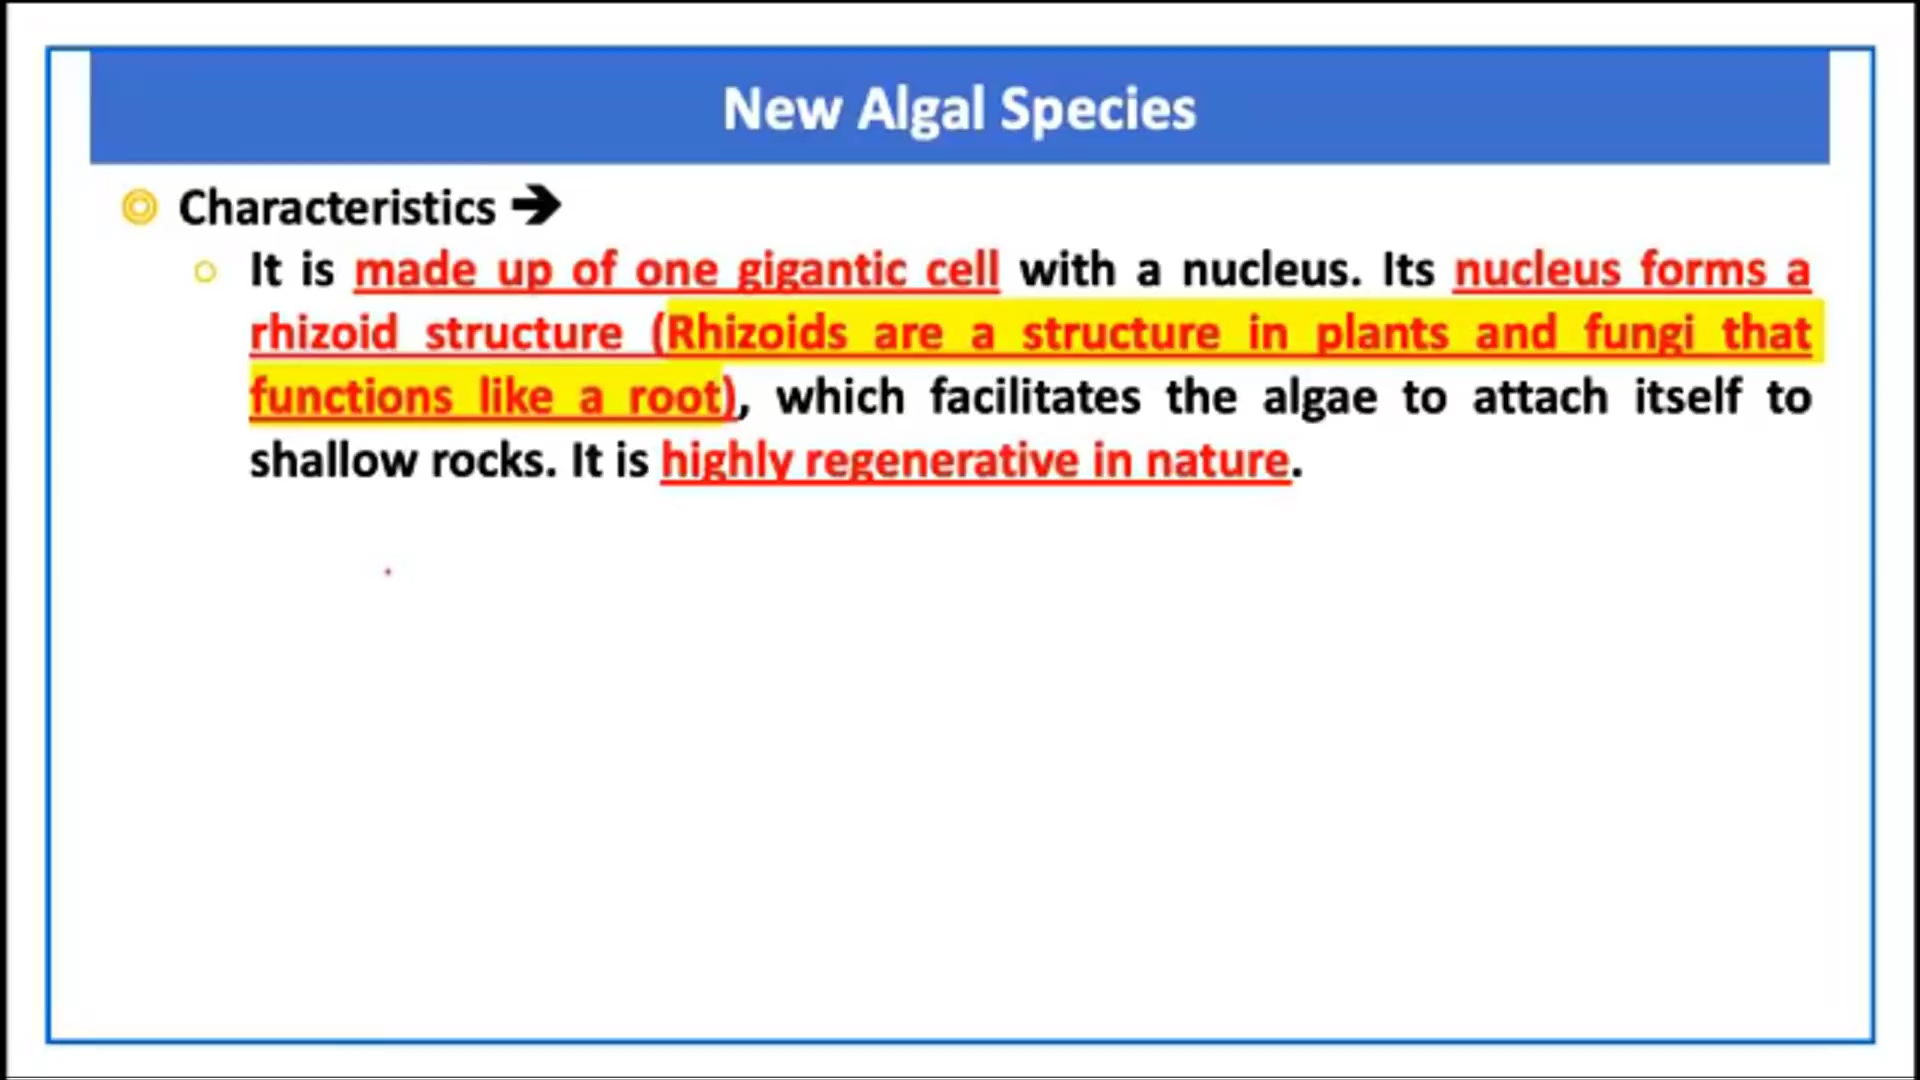 New Algal Species
Characteristics ➔
It is made up of one gigantic cell with a nucleus. Its nucleus forms a
rhizoid structure (Rhizoids are a structure in plants and fungi that
functions like a root), which facilitates the algae to attach itself to
shallow rocks. It is highly regenerative in nature.